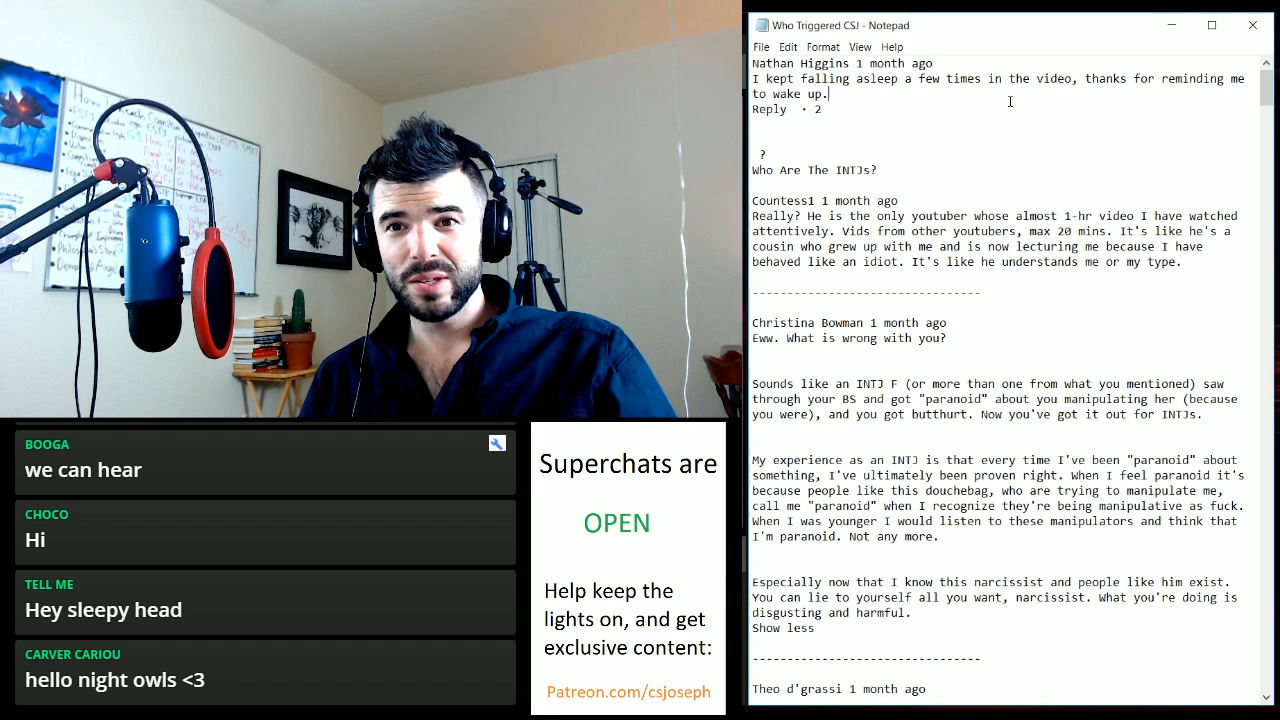 Who Triggered CSJ - Notepad
File Edit Format View Help
Nathan Higgins 1 month ago
I kept falling asleep a few times in the video, thanks for reminding me
to wake up.
Reply · 2
?
Who Are The INTJs?
Countess1 1 month ago
Really? He is the only youtuber whose almost 1-hr video I have watched
attentively. Vids from other youtubers, max 20 mins. It's like he's a
cousin who grew up with me and is now lecturing me because I have
behaved like an idiot. It's like he understands me or my type.
--------------------------------
Christina Bowman 1 month ago
Eww. What is wrong with you?
Sounds like an INTJ F (or more than one from what you mentioned) saw
through your BS and got "paranoid" about you manipulating her (because
you were), and you got butthurt. Now you've got it out for INTJs.
My experience as an INTJ is that every time I've been "paranoid" about
something, I've ultimately been proven right. When I feel paranoid it's
because people like this douchebag, who are trying to manipulate me,
call me "paranoid" when I recognize they're being manipulative as fuck.
When I was younger I would listen to these manipulators and think that
I'm paranoid. Not any more.
Especially now that I know this narcissist and people like him exist.
You can lie to yourself all you want, narcissist. What you're doing is
disgusting and harmful.
Show less
--------------------------------
Theo d'grassi 1 month ago
BOOGA
we can hear
CHOCO
Hi
TELL ME
Hey sleepy head
CARVER CARIOU
hello night owls <3
Superchats are
OPEN
Help keep the
lights on, and get
exclusive content:
Patreon.com/csjoseph